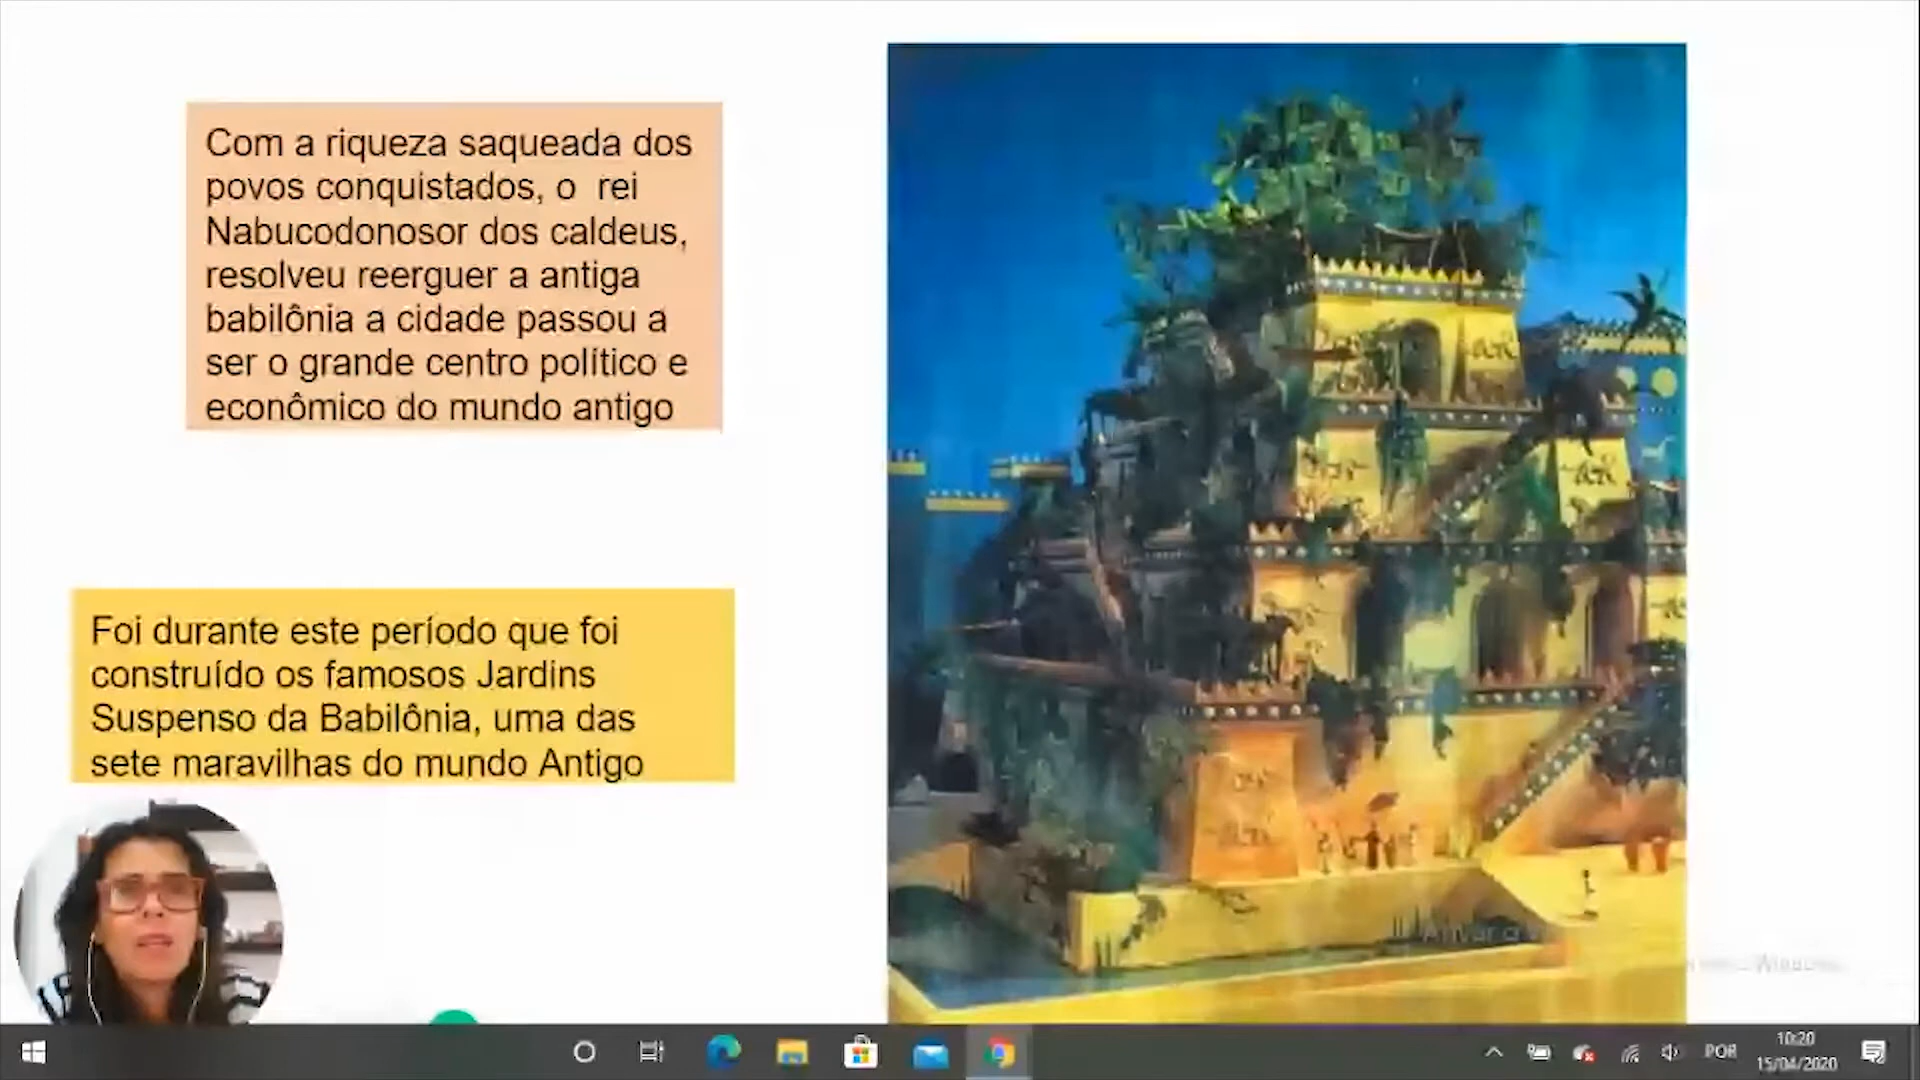 Com a riqueza saqueada dos
povos conquistados, o  rei
Nabucodonosor dos caldeus,
resolveu reerguer a antiga
babilônia a cidade passou a
ser o grande centro político e
econômico do mundo antigo
Foi durante este período que foi
construído os famosos Jardins
Suspenso da Babilônia, uma das
sete maravilhas do mundo Antigo
POR
10:20
15/04/2020